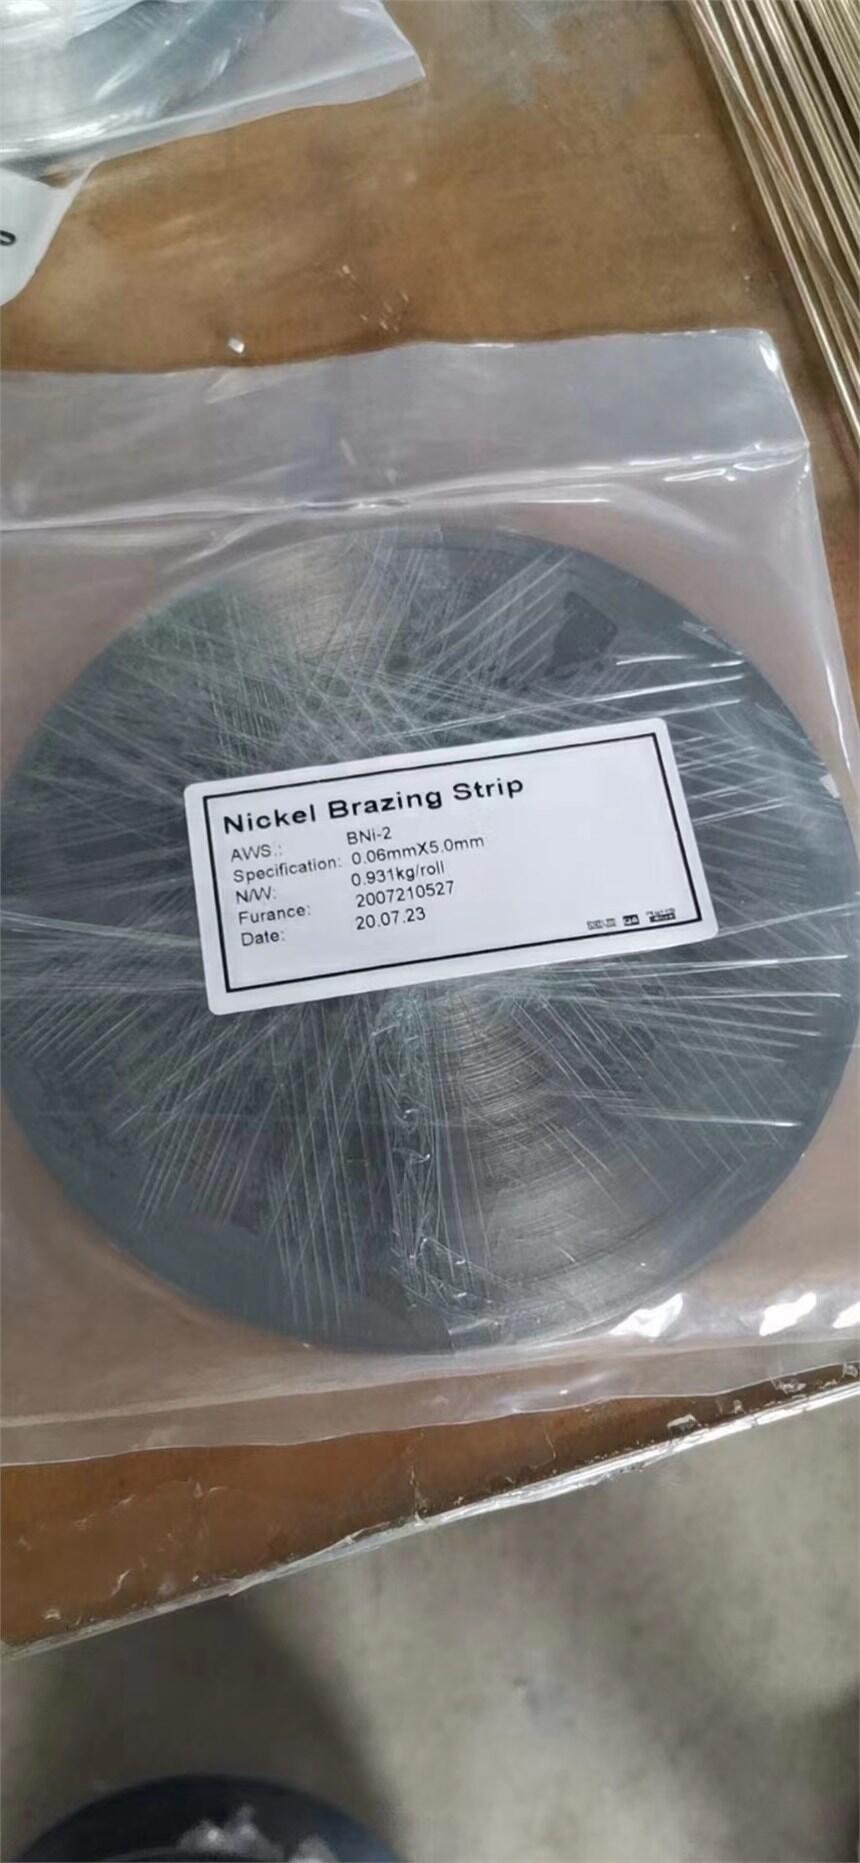 Nickel Brazing Strip
AWS.: BNi-2
Specification: 0.06mmX5.0mm
N/W: 0.931kg/roll
Furance: 2007210527
Date: 20.07.23